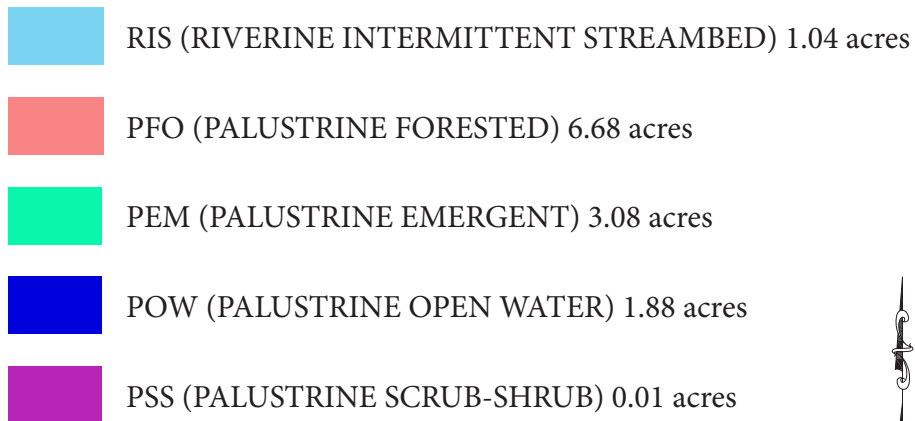 RIS (RIVERINE INTERMITTENT STREAMBED) 1.04 acres
PFO (PALUSTRINE FORESTED) 6.68 acres
PEM (PALUSTRINE EMERGENT) 3.08 acres
POW (PALUSTRINE OPEN WATER) 1.88 acres
PSS (PALUSTRINE SCRUB-SHRUB) 0.01 acres